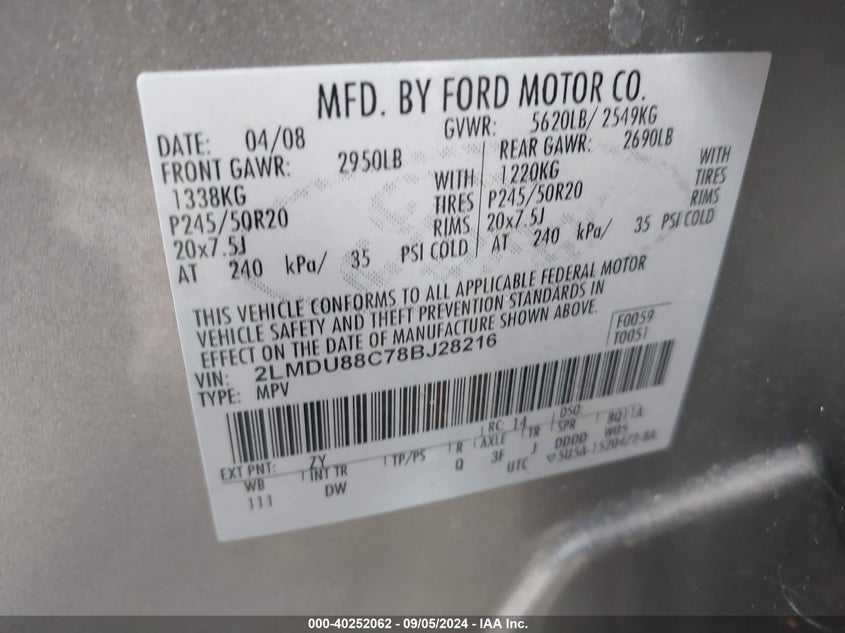 MFD. BY FORD MOTOR CO.
DATE: 04/08 GVWR: 5620LB/ 2549KG
FRONT GAWR: 2950LB REAR GAWR: 2690LB
1338KG WITH 1220KG WITH
P245/50R20 TIRES P245/50R20 TIRES
20x7.5J RIMS 20x7.5J RIMS
AT 240 kPa/ 35 PSI COLD AT 240 kPa/ 35 PSI COLD
THIS VEHICLE CONFORMS TO ALL APPLICABLE FEDERAL MOTOR
VEHICLE SAFETY AND THEFT PREVENTION STANDARDS IN
EFFECT ON THE DATE OF MANUFACTURE SHOWN ABOVE.
F0059
T0051
VIN: 2LMDU88C78BJ28216
TYPE: MPV
EXT PNT: ZY RC: 14 DSO: 8Q11A
WB INT TR TP/PS R AXLE TR SPR W05
111 DW Q 3F J DDDD
UTC
000-40252062 - 09/05/2024 - IAA Inc.